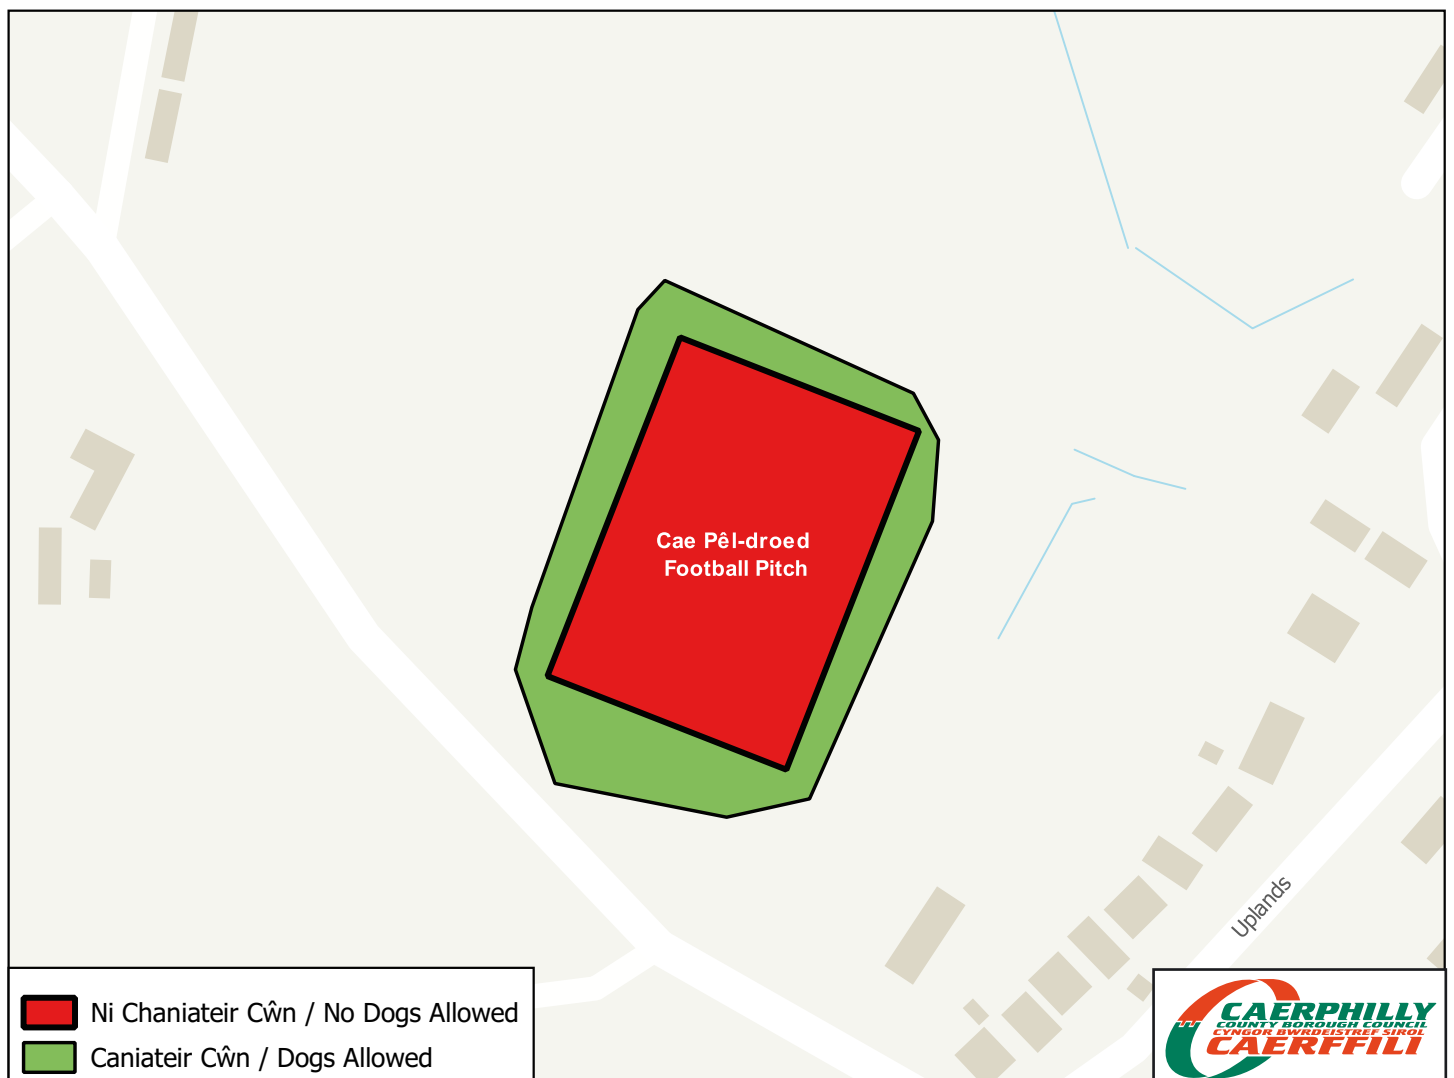 Cae Pêl-droed
Football Pitch
Uplands
Ni Chaniateir Cŵn / No Dogs Allowed
Caniateir Cŵn / Dogs Allowed
CAERPHILLY
COUNTY BOROUGH COUNCIL
CYNGOR BWRDEISTREF SIROL
CAERFFILI